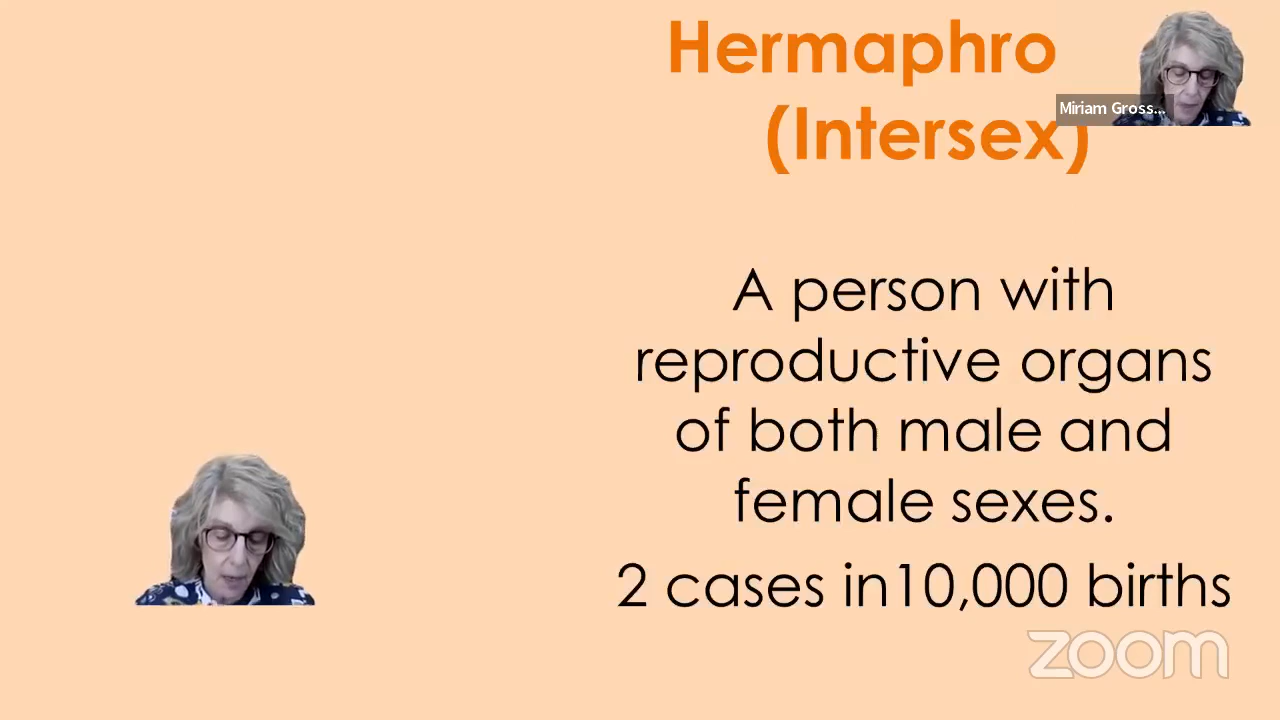 Hermaphro
Miriam Gross...
(Intersex)
A person with
reproductive organs
of both male and
female sexes.
2 cases in10,000 births
zoom